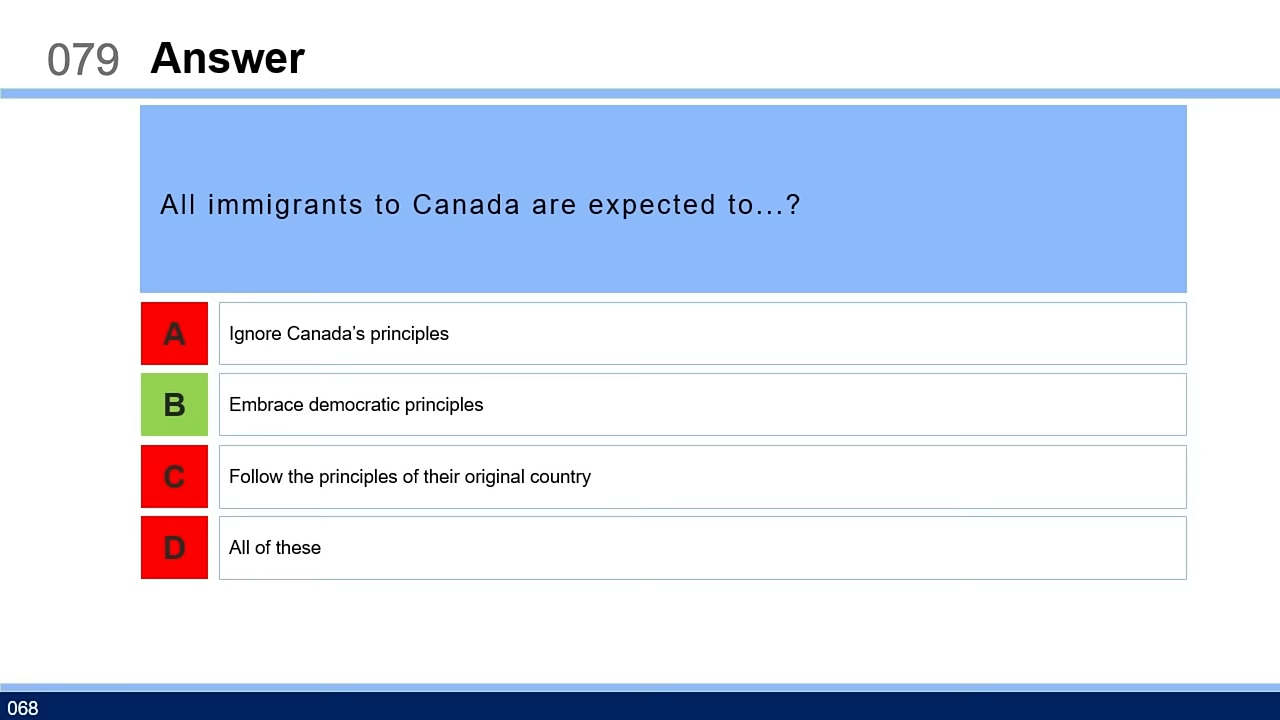 079 Answer
All immigrants to Canada are expected to...?
A Ignore Canada’s principles
B Embrace democratic principles
C Follow the principles of their original country
D All of these
068